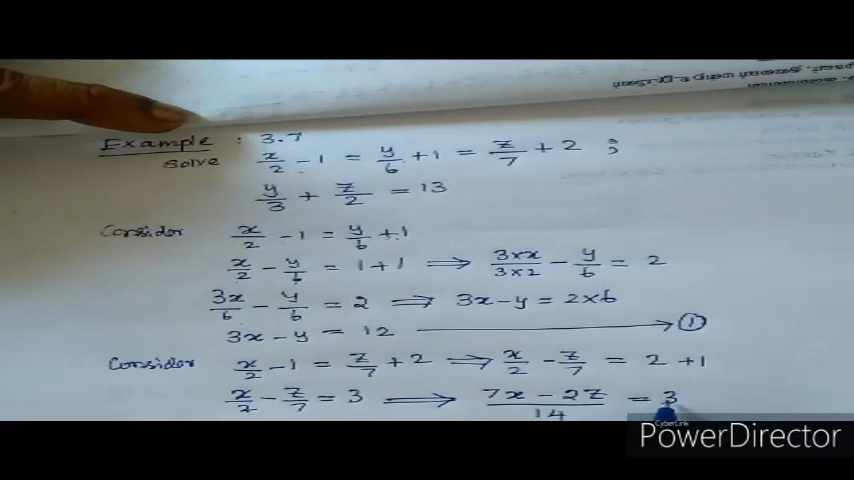 Example : 3.7
Solve x/2 - 1 = y/6 + 1 = z/7 + 2 ;
y/3 + z/2 = 13
Consider x/2 - 1 = y/6 + 1
x/2 - y/6 = 1+1 ⟹ 3×x/3×2 - y/6 = 2
3x/6 - y/6 = 2 ⟹ 3x - y = 2×6
3x - y = 12 ⟶ ①
Consider x/2 - 1 = z/7 + 2 ⟶ x/2 - z/7 = 2 + 1
x/2 - z/7 = 3 ⟹ 7x - 2z/14 = 3
CyberLink
PowerDirector